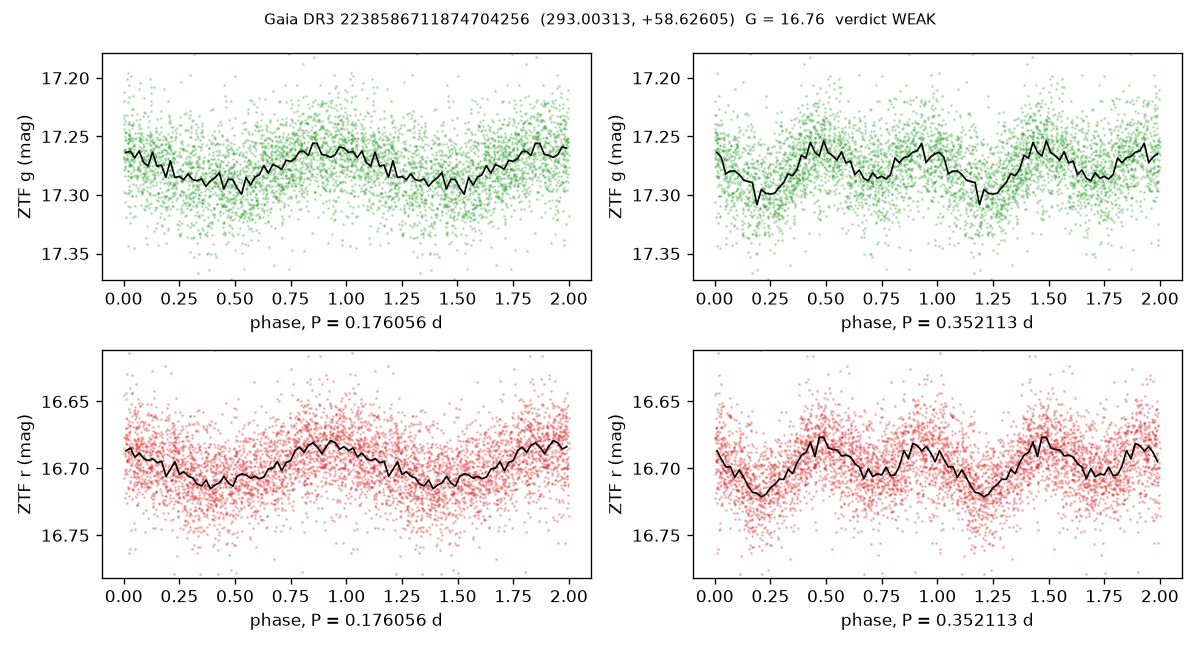 Gaia DR3 2238586711874704256 (293.00313, +58.62605) G = 16.76 verdict WEAK
ZTF g (mag)
17.20
17.25
17.30
17.35
0.00 0.25 0.50 0.75 1.00 1.25 1.50 1.75 2.00
phase, P = 0.176056 d
ZTF g (mag)
17.20
17.25
17.30
17.35
0.00 0.25 0.50 0.75 1.00 1.25 1.50 1.75 2.00
phase, P = 0.352113 d
ZTF r (mag)
16.65
16.70
16.75
0.00 0.25 0.50 0.75 1.00 1.25 1.50 1.75 2.00
phase, P = 0.176056 d
ZTF r (mag)
16.65
16.70
16.75
0.00 0.25 0.50 0.75 1.00 1.25 1.50 1.75 2.00
phase, P = 0.352113 d